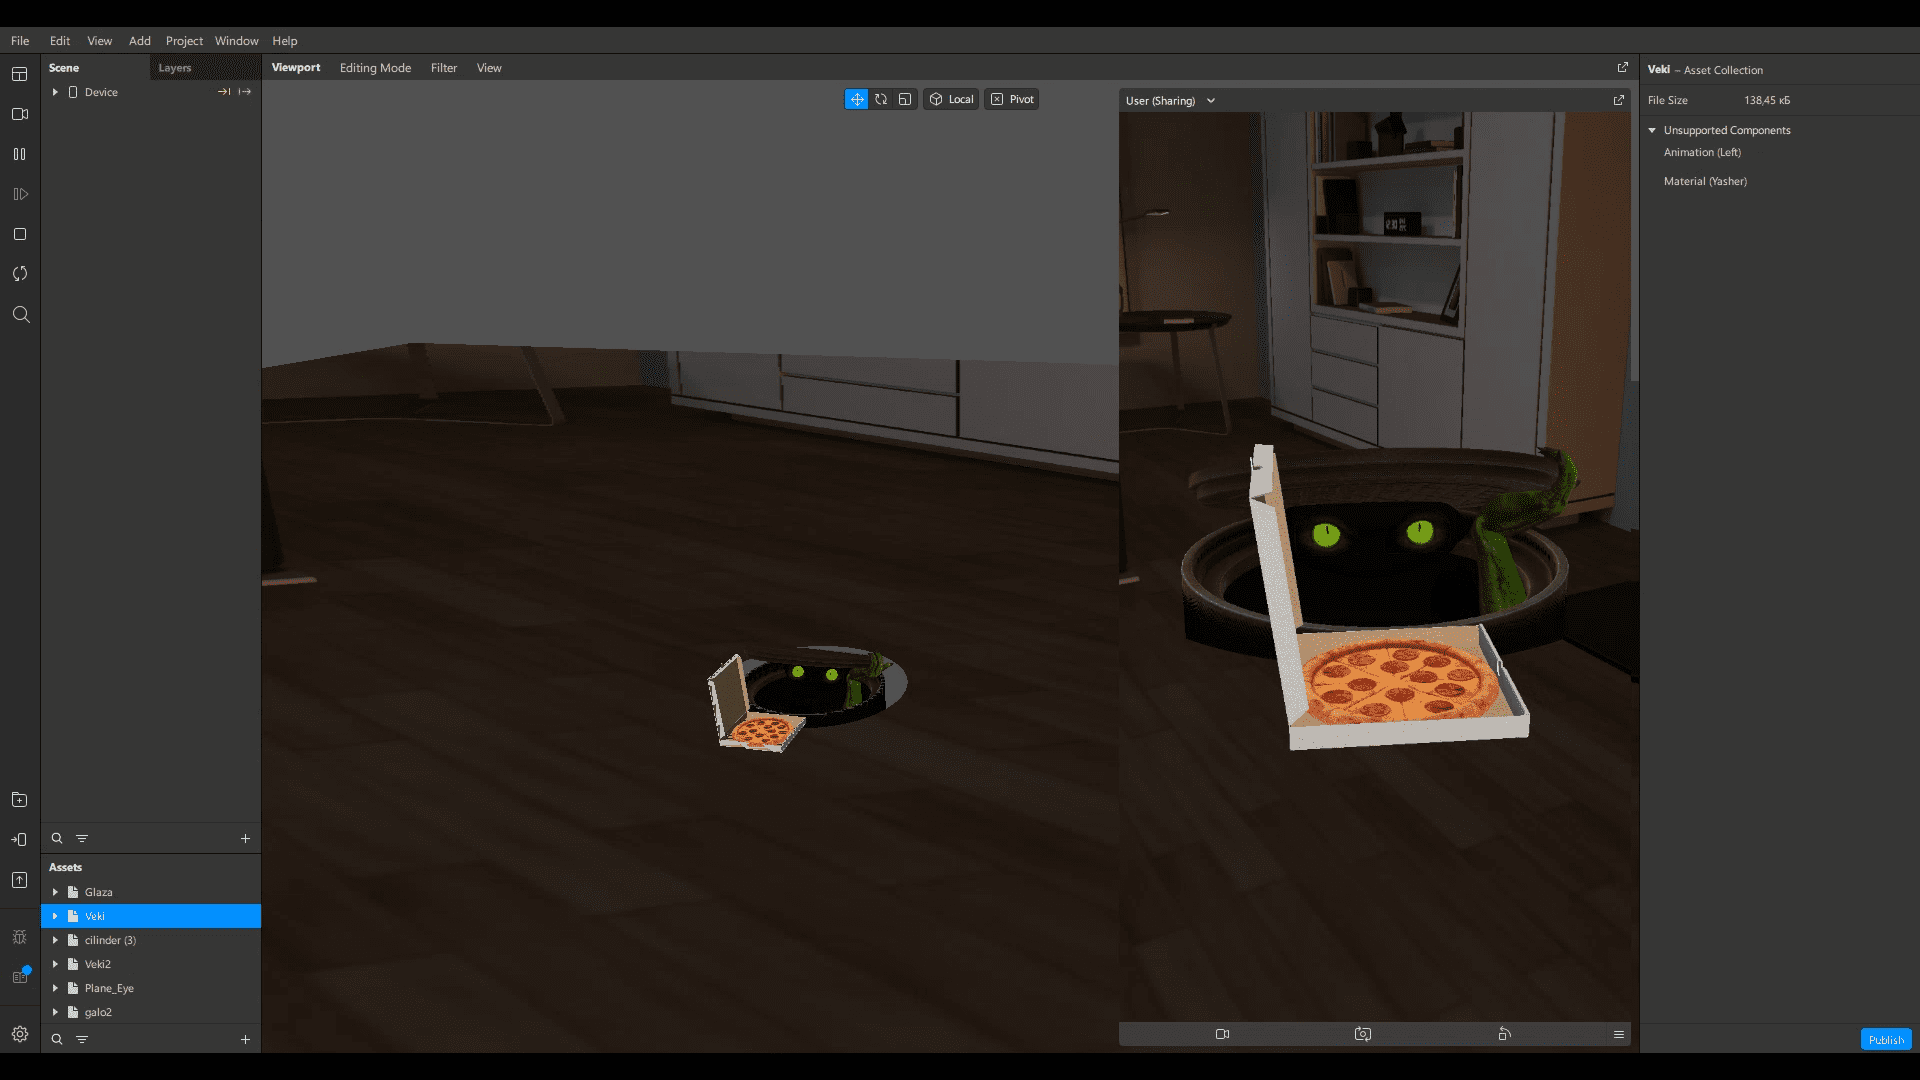 File Edit View Add Project Window Help
Scene Layers
Device
Viewport Editing Mode Filter View
Local Pivot
User (Sharing)
Veki – Asset Collection
File Size 138,45 кБ
Unsupported Components
Animation (Left)
Material (Yasher)
Assets
Glaza
Veki
cilinder (3)
Veki2
Plane_Eye
galo2
Publish